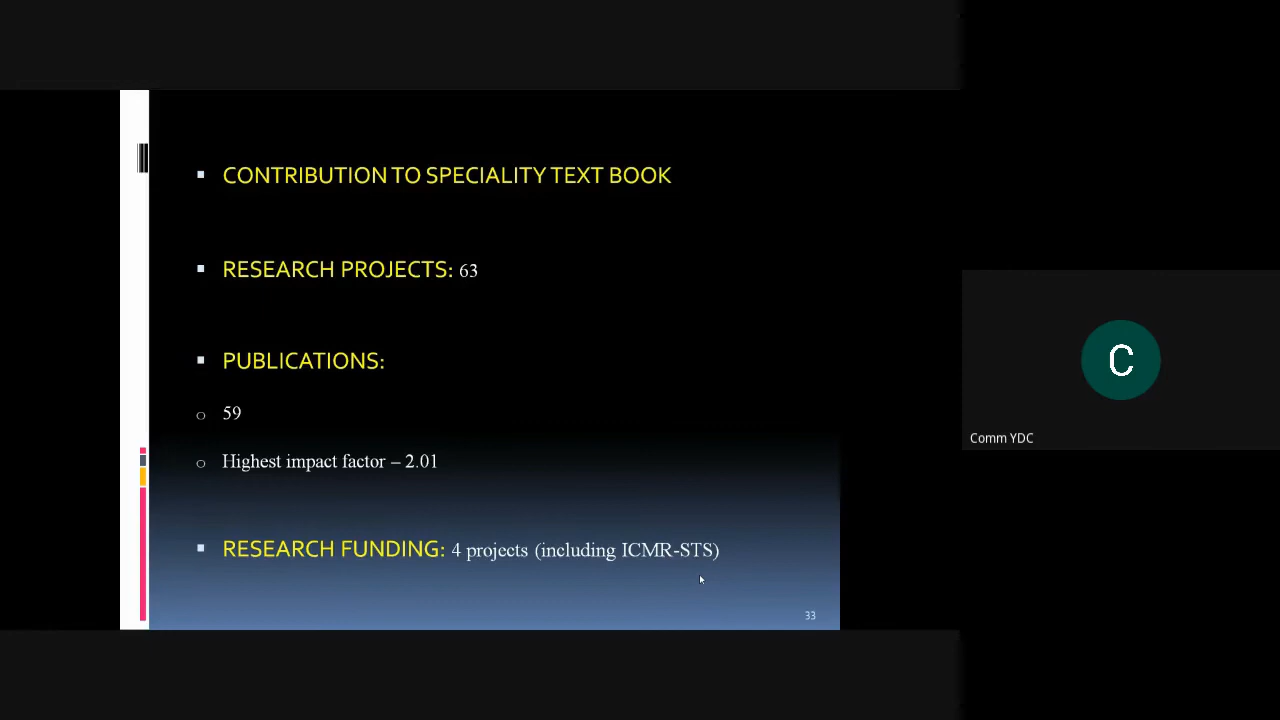 CONTRIBUTION TO SPECIALITY TEXT BOOK
RESEARCH PROJECTS: 63
PUBLICATIONS:
59
Highest impact factor – 2.01
RESEARCH FUNDING: 4 projects (including ICMR-STS)
33
C
Comm YDC